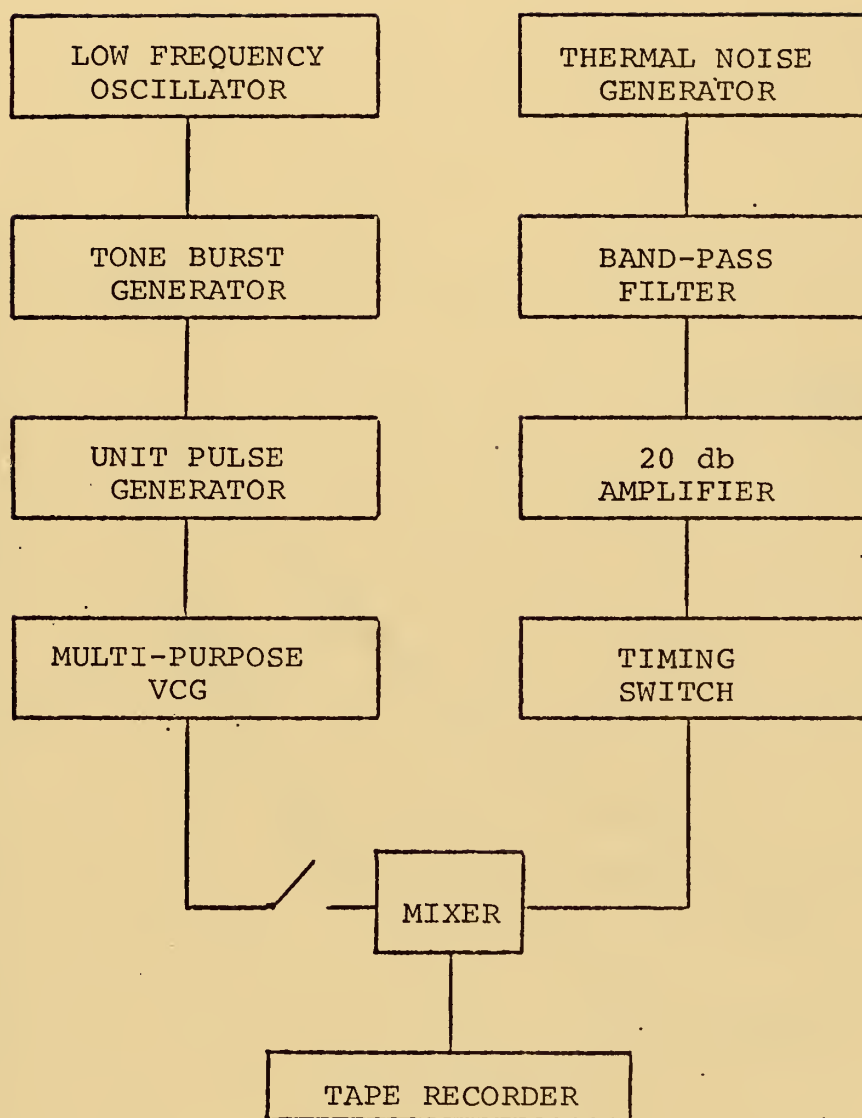 LOW FREQUENCY
OSCILLATOR
THERMAL NOISE
GENERATOR
TONE BURST
GENERATOR
BAND-PASS
FILTER
UNIT PULSE
GENERATOR
20 db
AMPLIFIER
MULTI-PURPOSE
VCG
TIMING
SWITCH
MIXER
TAPE RECORDER